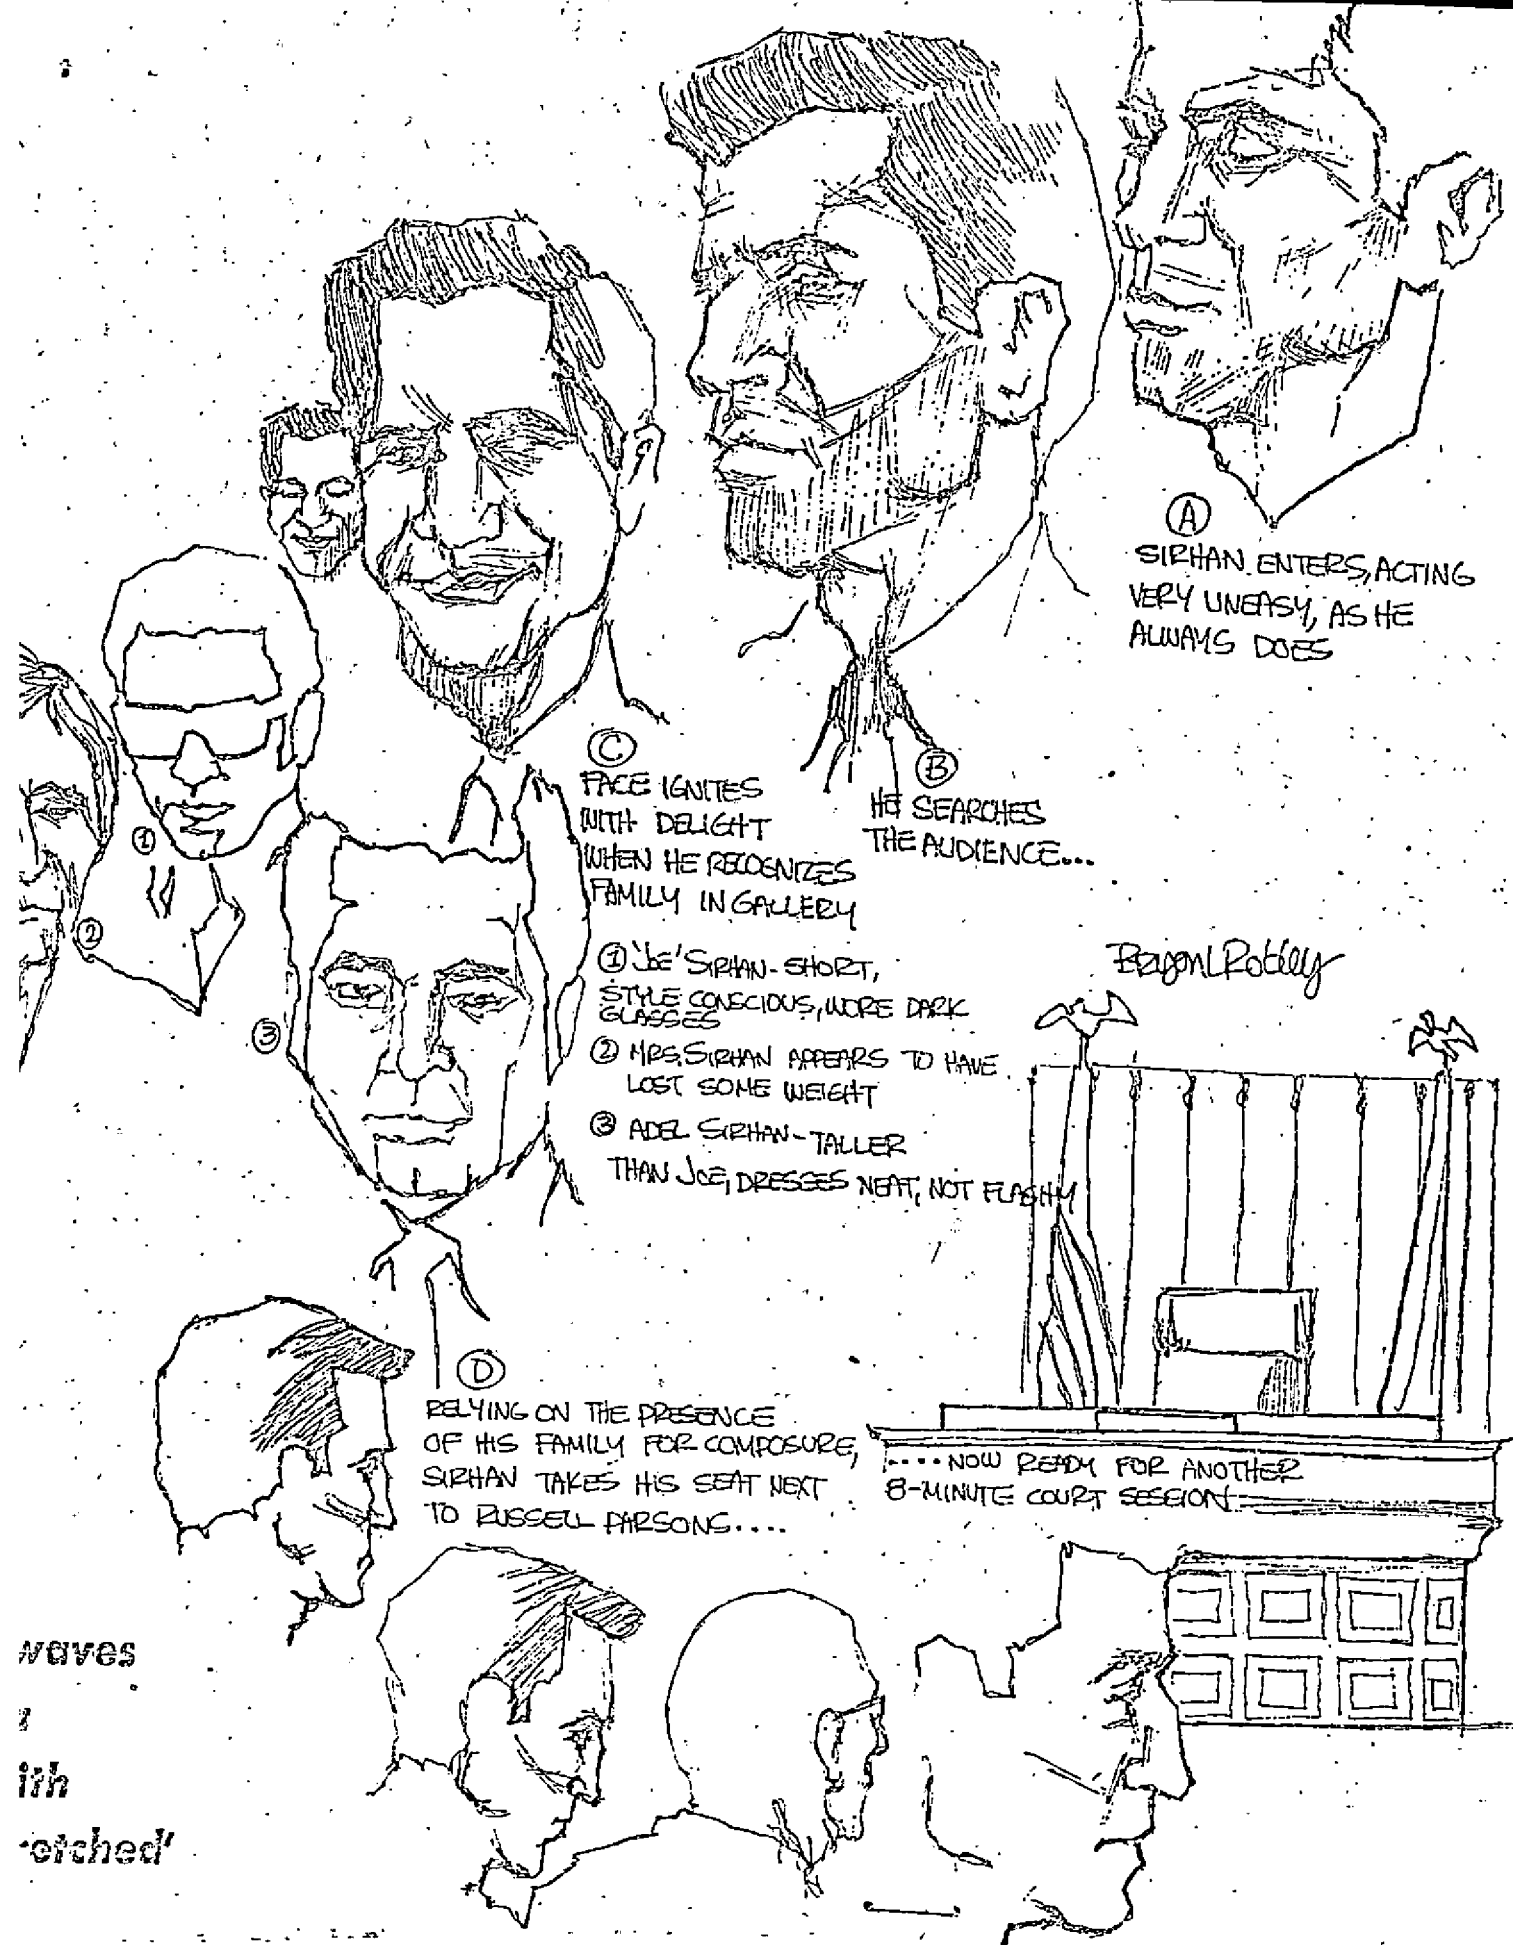 Ⓐ
SIRHAN ENTERS, ACTING
VERY UNEASY, AS HE
ALWAYS DOES
Ⓑ
HE SEARCHES
THE AUDIENCE...
Ⓒ
FACE IGNITES
WITH DELIGHT
WHEN HE RECOGNIZES
FAMILY IN GALLERY
① 'JOE' SIRHAN-SHORT,
STYLE CONSCIOUS, WORE DARK
GLASSES
② MRS. SIRHAN APPEARS TO HAVE
LOST SOME WEIGHT
③ ADEL SIRHAN-TALLER
THAN JOE, DRESSES NEAT, NOT FLASHY
①
②
③
Ⓓ
RELYING ON THE PRESENCE
OF HIS FAMILY FOR COMPOSURE,
SIRHAN TAKES HIS SEAT NEXT
TO RUSSELL PARSONS....
....NOW READY FOR ANOTHER
8-MINUTE COURT SESSION
waves
ith
etched'